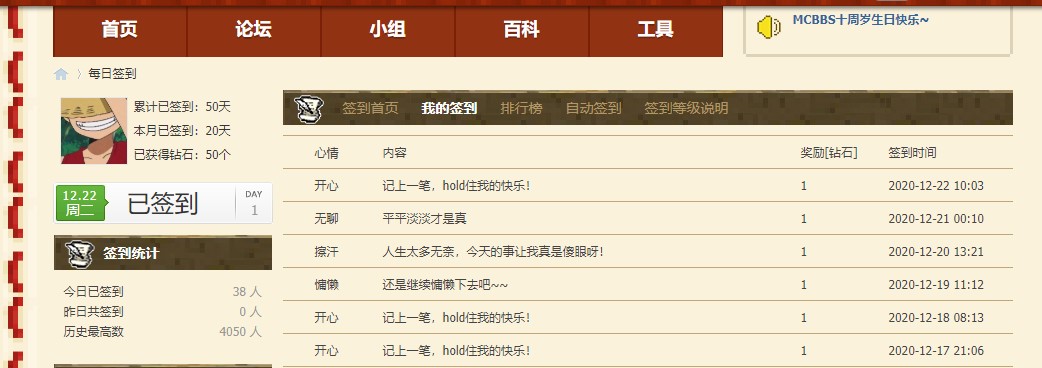 首页 论坛 小组 百科 工具
MCBBS十周岁生日快乐~
每日签到
累计已签到：50天
本月已签到：20天
已获得钻石：50个
12.22
周二
已签到
DAY
1
签到统计
今日已签到 38 人
昨日共签到 0 人
历史最高数 4050 人
签到首页 我的签到 排行榜 自动签到 签到等级说明
心情 内容 奖励[钻石] 签到时间
开心 记上一笔，hold住我的快乐！ 1 2020-12-22 10:03
无聊 平平淡淡才是真 1 2020-12-21 00:10
擦汗 人生太多无奈，今天的事让我真是傻眼呀！ 1 2020-12-20 13:21
慵懒 还是继续慵懒下去吧~~ 1 2020-12-19 11:12
开心 记上一笔，hold住我的快乐！ 1 2020-12-18 08:13
开心 记上一笔，hold住我的快乐！ 1 2020-12-17 21:06